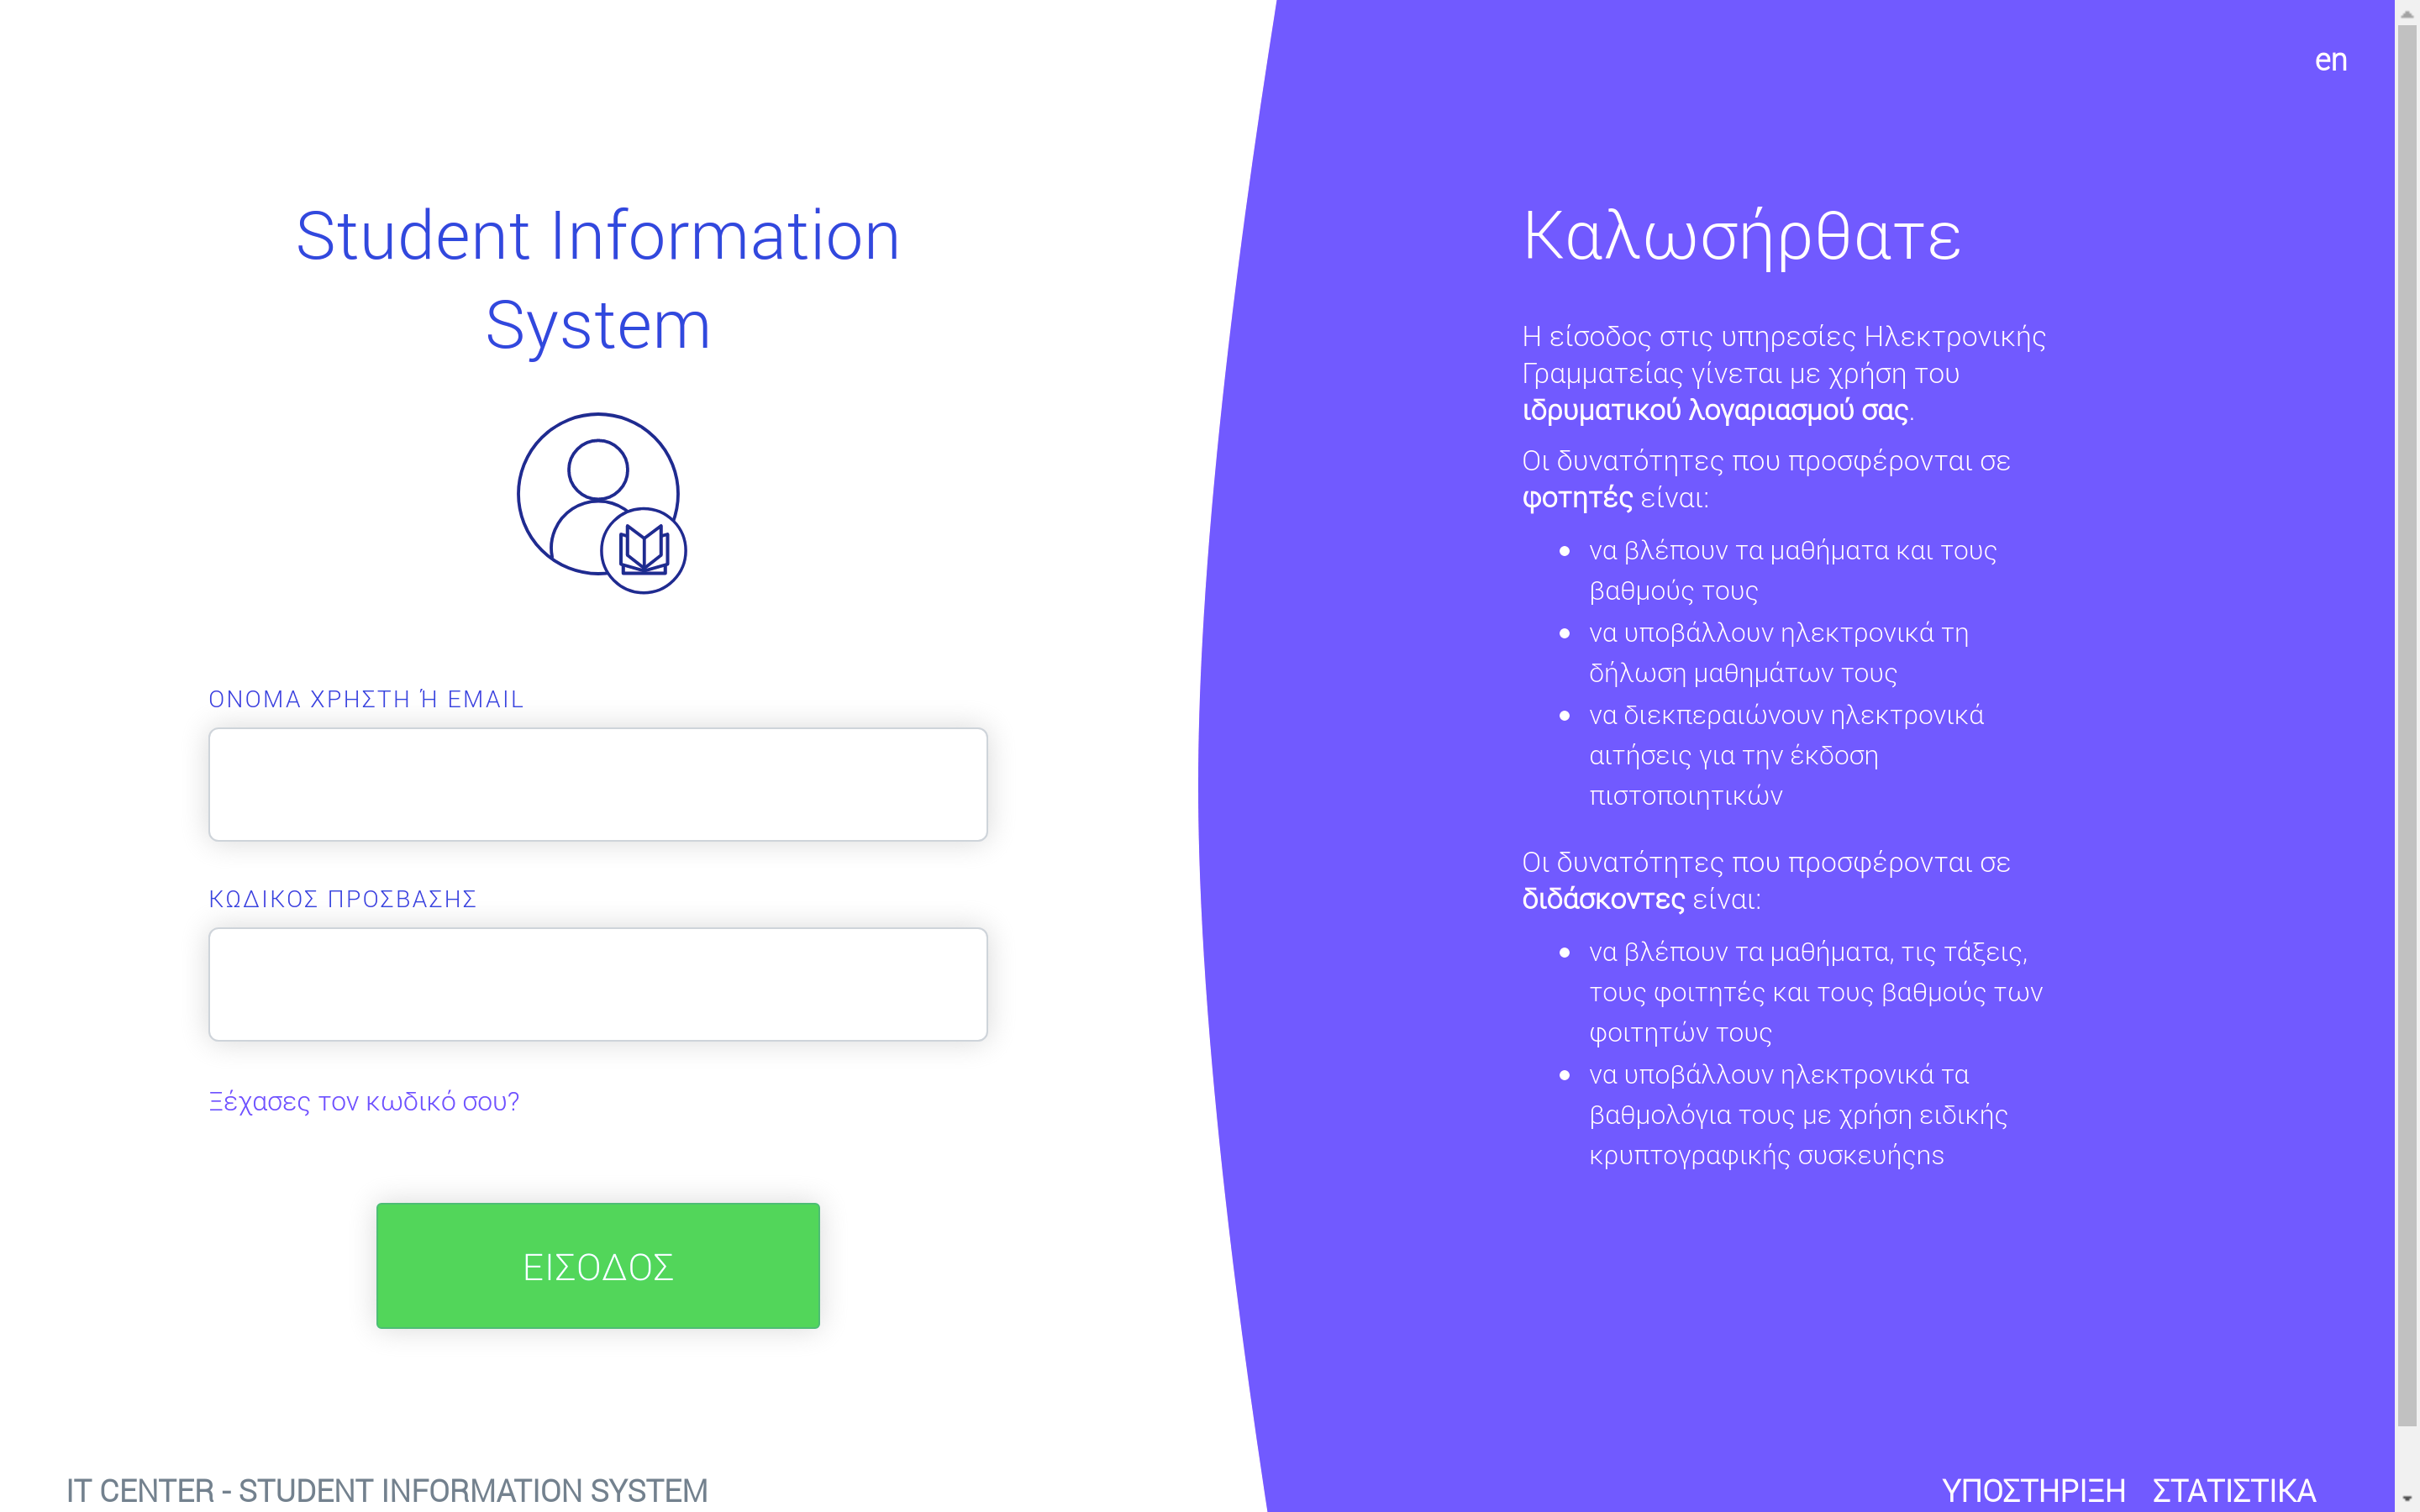 en
Student Information
System
ΟΝΟΜΑ ΧΡΗΣΤΗ Ή EMAIL
ΚΩΔΙΚΟΣ ΠΡΟΣΒΑΣΗΣ
Ξέχασες τον κωδικό σου?
ΕΙΣΟΔΟΣ
Καλωσήρθατε
Η είσοδος στις υπηρεσίες Ηλεκτρονικής
Γραμματείας γίνεται με χρήση του
ιδρυματικού λογαριασμού σας.
Οι δυνατότητες που προσφέρονται σε
φοτητές είναι:
• να βλέπουν τα μαθήματα και τους
βαθμούς τους
• να υποβάλλουν ηλεκτρονικά τη
δήλωση μαθημάτων τους
• να διεκπεραιώνουν ηλεκτρονικά
αιτήσεις για την έκδοση
πιστοποιητικών
Οι δυνατότητες που προσφέρονται σε
διδάσκοντες είναι:
• να βλέπουν τα μαθήματα, τις τάξεις,
τους φοιτητές και τους βαθμούς των
φοιτητών τους
• να υποβάλλουν ηλεκτρονικά τα
βαθμολόγια τους με χρήση ειδικής
κρυπτογραφικής συσκευήςns
IT CENTER - STUDENT INFORMATION SYSTEM
ΥΠΟΣΤΗΡΙΞΗ ΣΤΑΤΙΣΤΙΚΑ